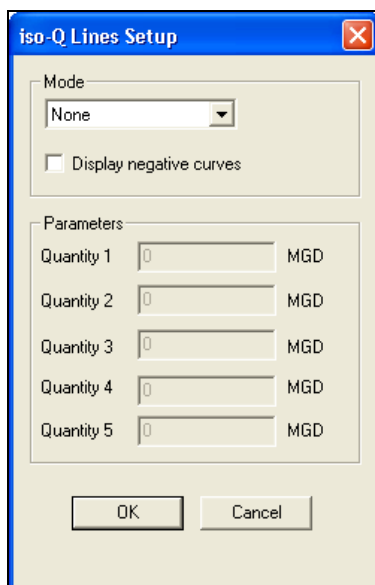 iso-Q Lines Setup
Mode
None
Display negative curves
Parameters
Quantity 1 0 MGD
Quantity 2 0 MGD
Quantity 3 0 MGD
Quantity 4 0 MGD
Quantity 5 0 MGD
OK Cancel